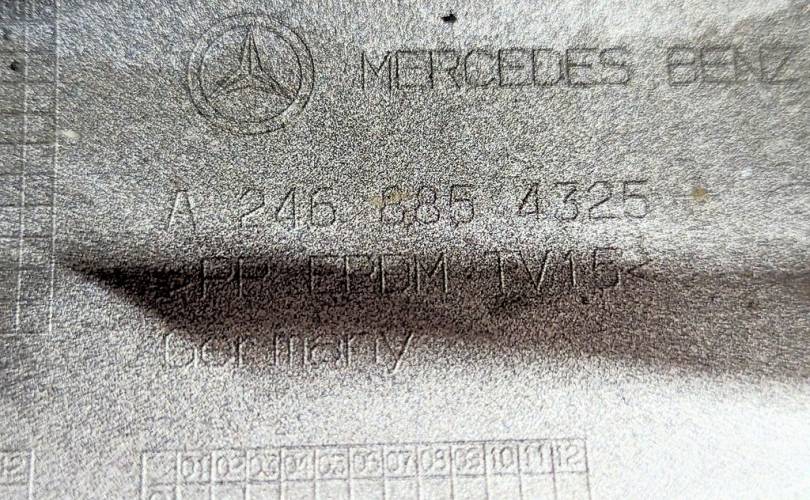 MERCEDES BENZ
A 246 885 4325
>PP EPDM TV15<
Germany
12
01 02 03 04 05 06 07 08 09 10 11 12